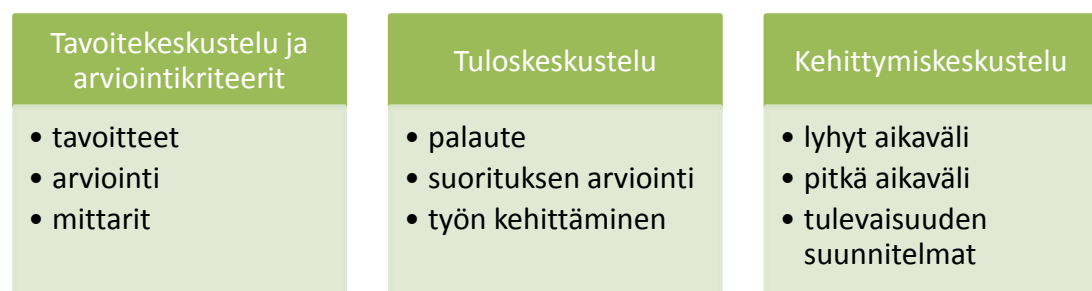 Tavoitekeskustelu ja
arviointikriteerit
• tavoitteet
• arviointi
• mittarit
Tuloskeskustelu
• palaute
• suorituksen arviointi
• työn kehittäminen
Kehittymiskeskustelu
• lyhyt aikaväli
• pitkä aikaväli
• tulevaisuuden
suunnitelmat